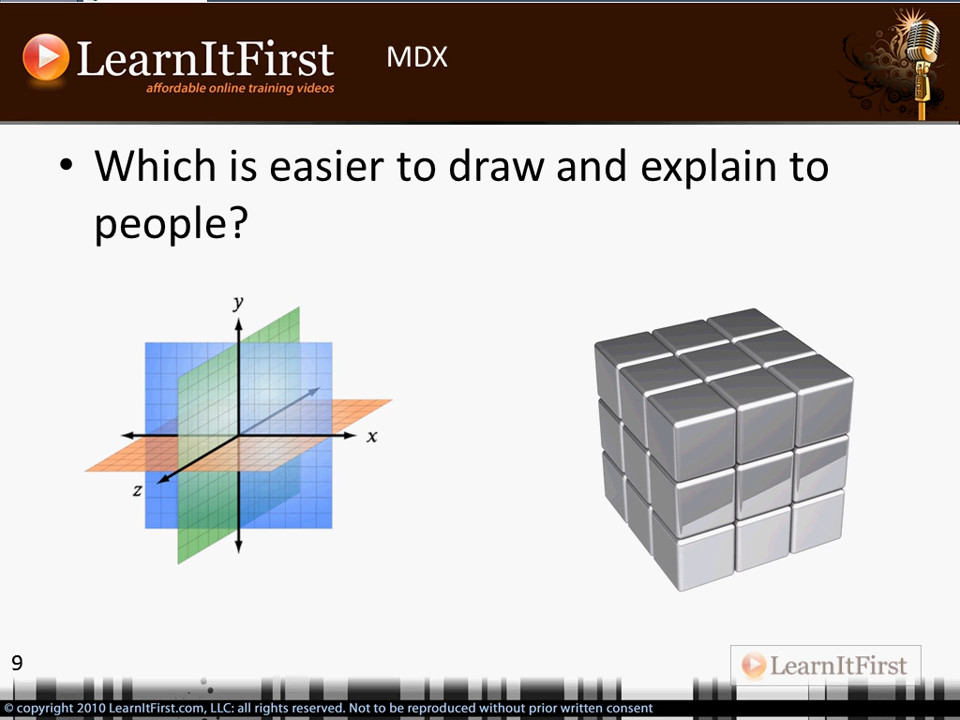 LearnItFirst
affordable online training videos
MDX
• Which is easier to draw and explain to
people?
y
x
z
9
LearnItFirst
© copyright 2010 LearnItFirst.com, LLC: all rights reserved. Not to be reproduced without prior written consent